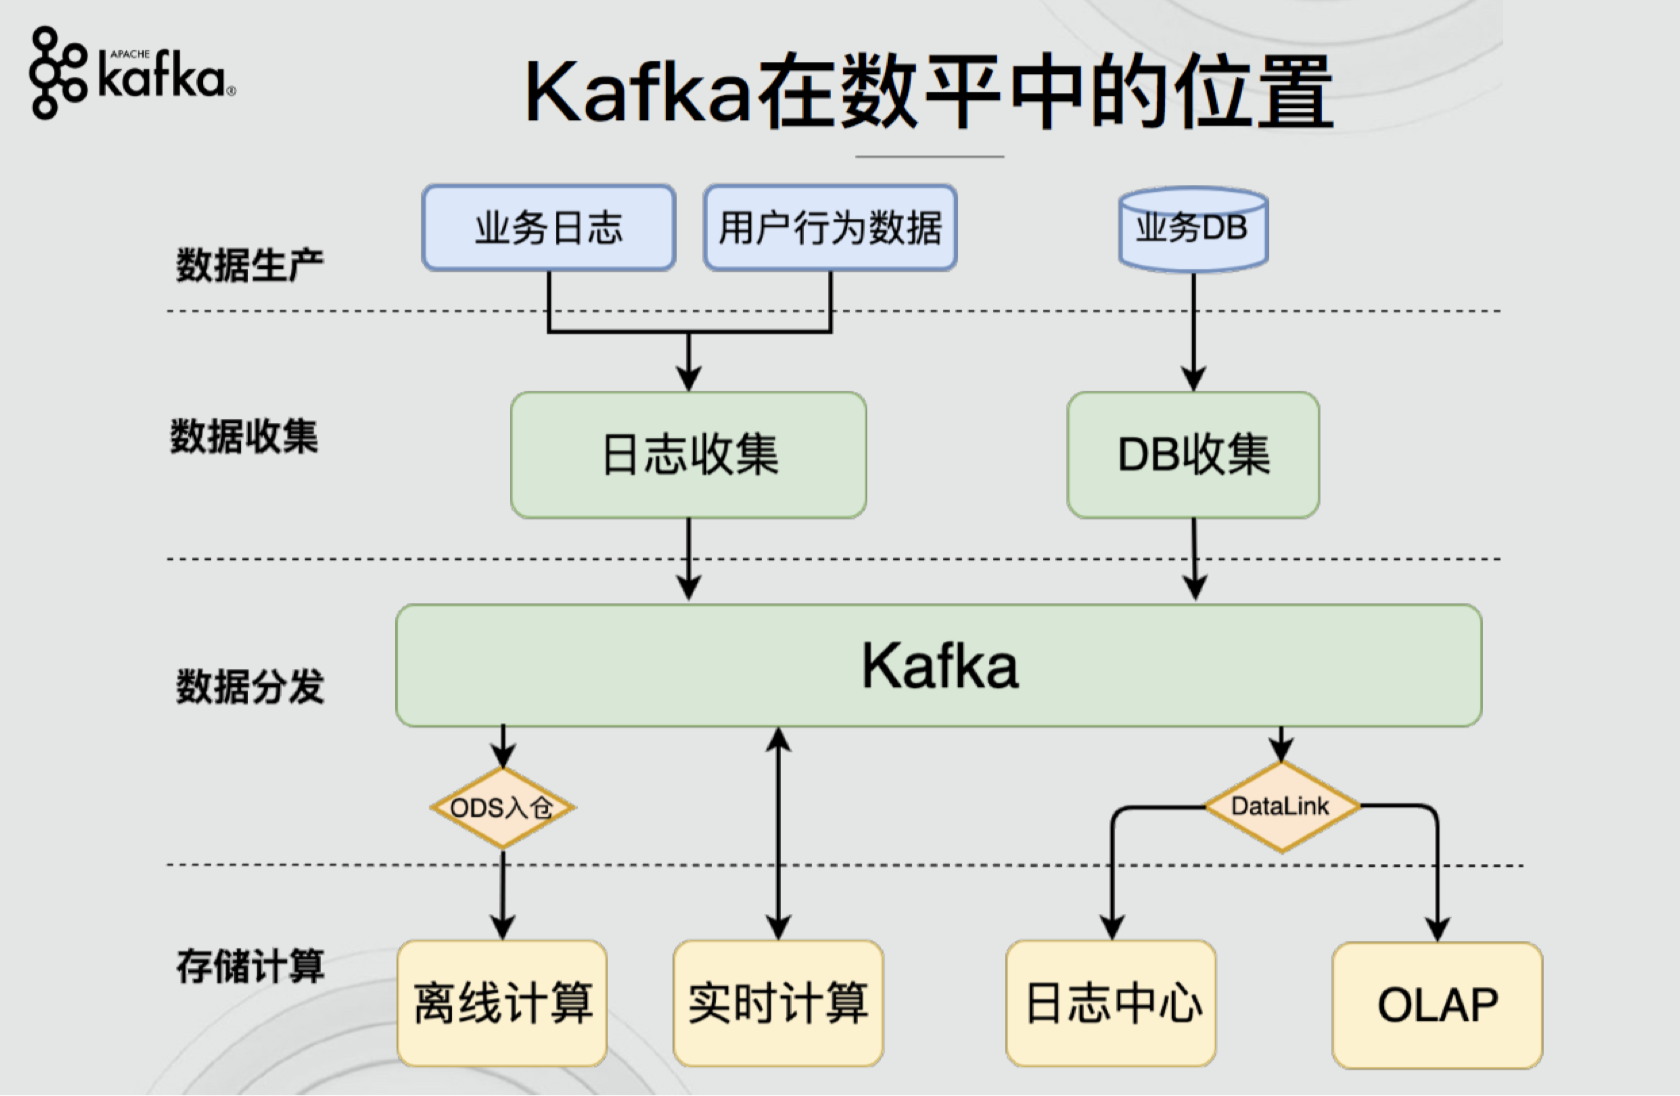 APACHE
kafka®
Kafka在数平中的位置
业务日志
用户行为数据
业务DB
数据生产
数据收集
日志收集
DB收集
数据分发
Kafka
ODS入仓
DataLink
存储计算
离线计算
实时计算
日志中心
OLAP